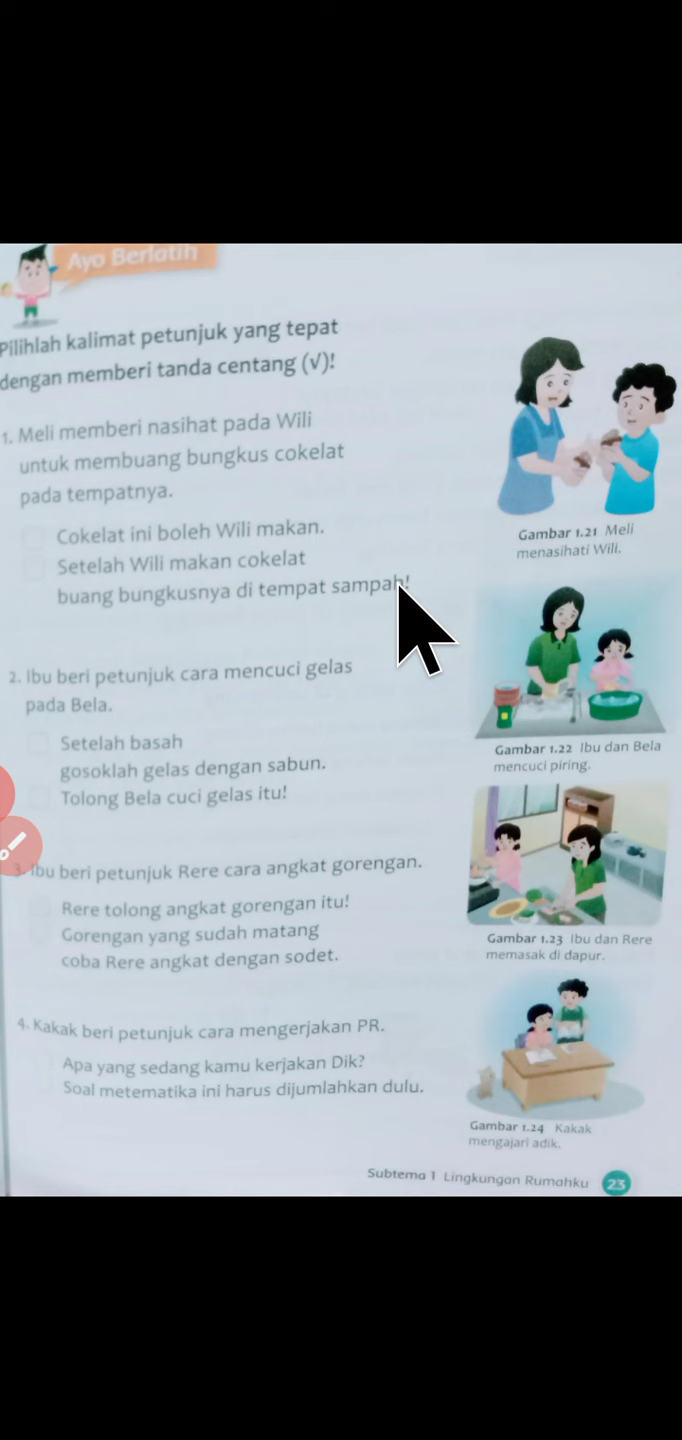 Ayo Berlatih
Pilihlah kalimat petunjuk yang tepat
dengan memberi tanda centang (√)!
1. Meli memberi nasihat pada Wili
untuk membuang bungkus cokelat
pada tempatnya.
Cokelat ini boleh Wili makan.
Setelah Wili makan cokelat
buang bungkusnya di tempat sampah!
Gambar 1.21 Meli
menasihati Wili.
2. Ibu beri petunjuk cara mencuci gelas
pada Bela.
Setelah basah
gosoklah gelas dengan sabun.
Tolong Bela cuci gelas itu!
Gambar 1.22 Ibu dan Bela
mencuci piring.
3. Ibu beri petunjuk Rere cara angkat gorengan.
Rere tolong angkat gorengan itu!
Gorengan yang sudah matang
coba Rere angkat dengan sodet.
Gambar 1.23 Ibu dan Rere
memasak di dapur.
4. Kakak beri petunjuk cara mengerjakan PR.
Apa yang sedang kamu kerjakan Dik?
Soal metematika ini harus dijumlahkan dulu.
Gambar 1.24 Kakak
mengajari adik.
Subtema 1 Lingkungan Rumahku 23